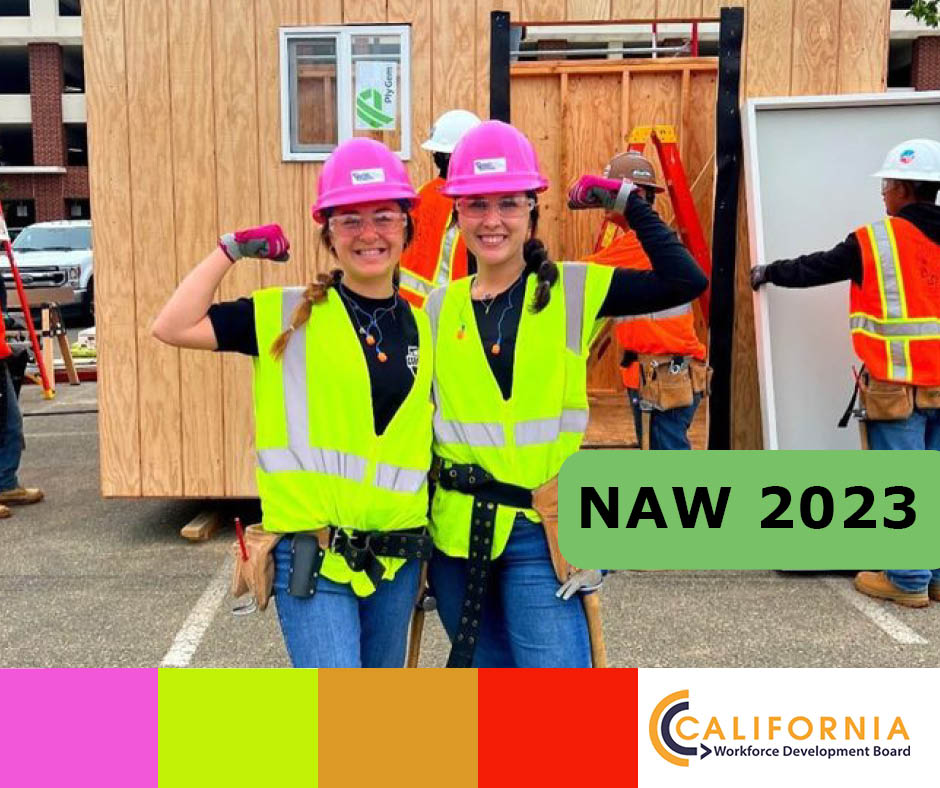 Ply Gem
NAW 2023
CALIFORNIA
Workforce Development Board